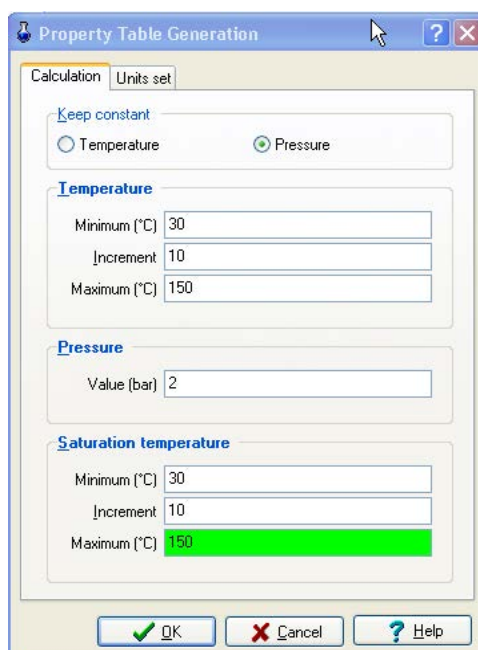 Property Table Generation
Calculation Units set
Keep constant
Temperature Pressure
Temperature
Minimum (°C) 30
Increment 10
Maximum (°C) 150
Pressure
Value (bar) 2
Saturation temperature
Minimum (°C) 30
Increment 10
Maximum (°C) 150
OK Cancel ? Help